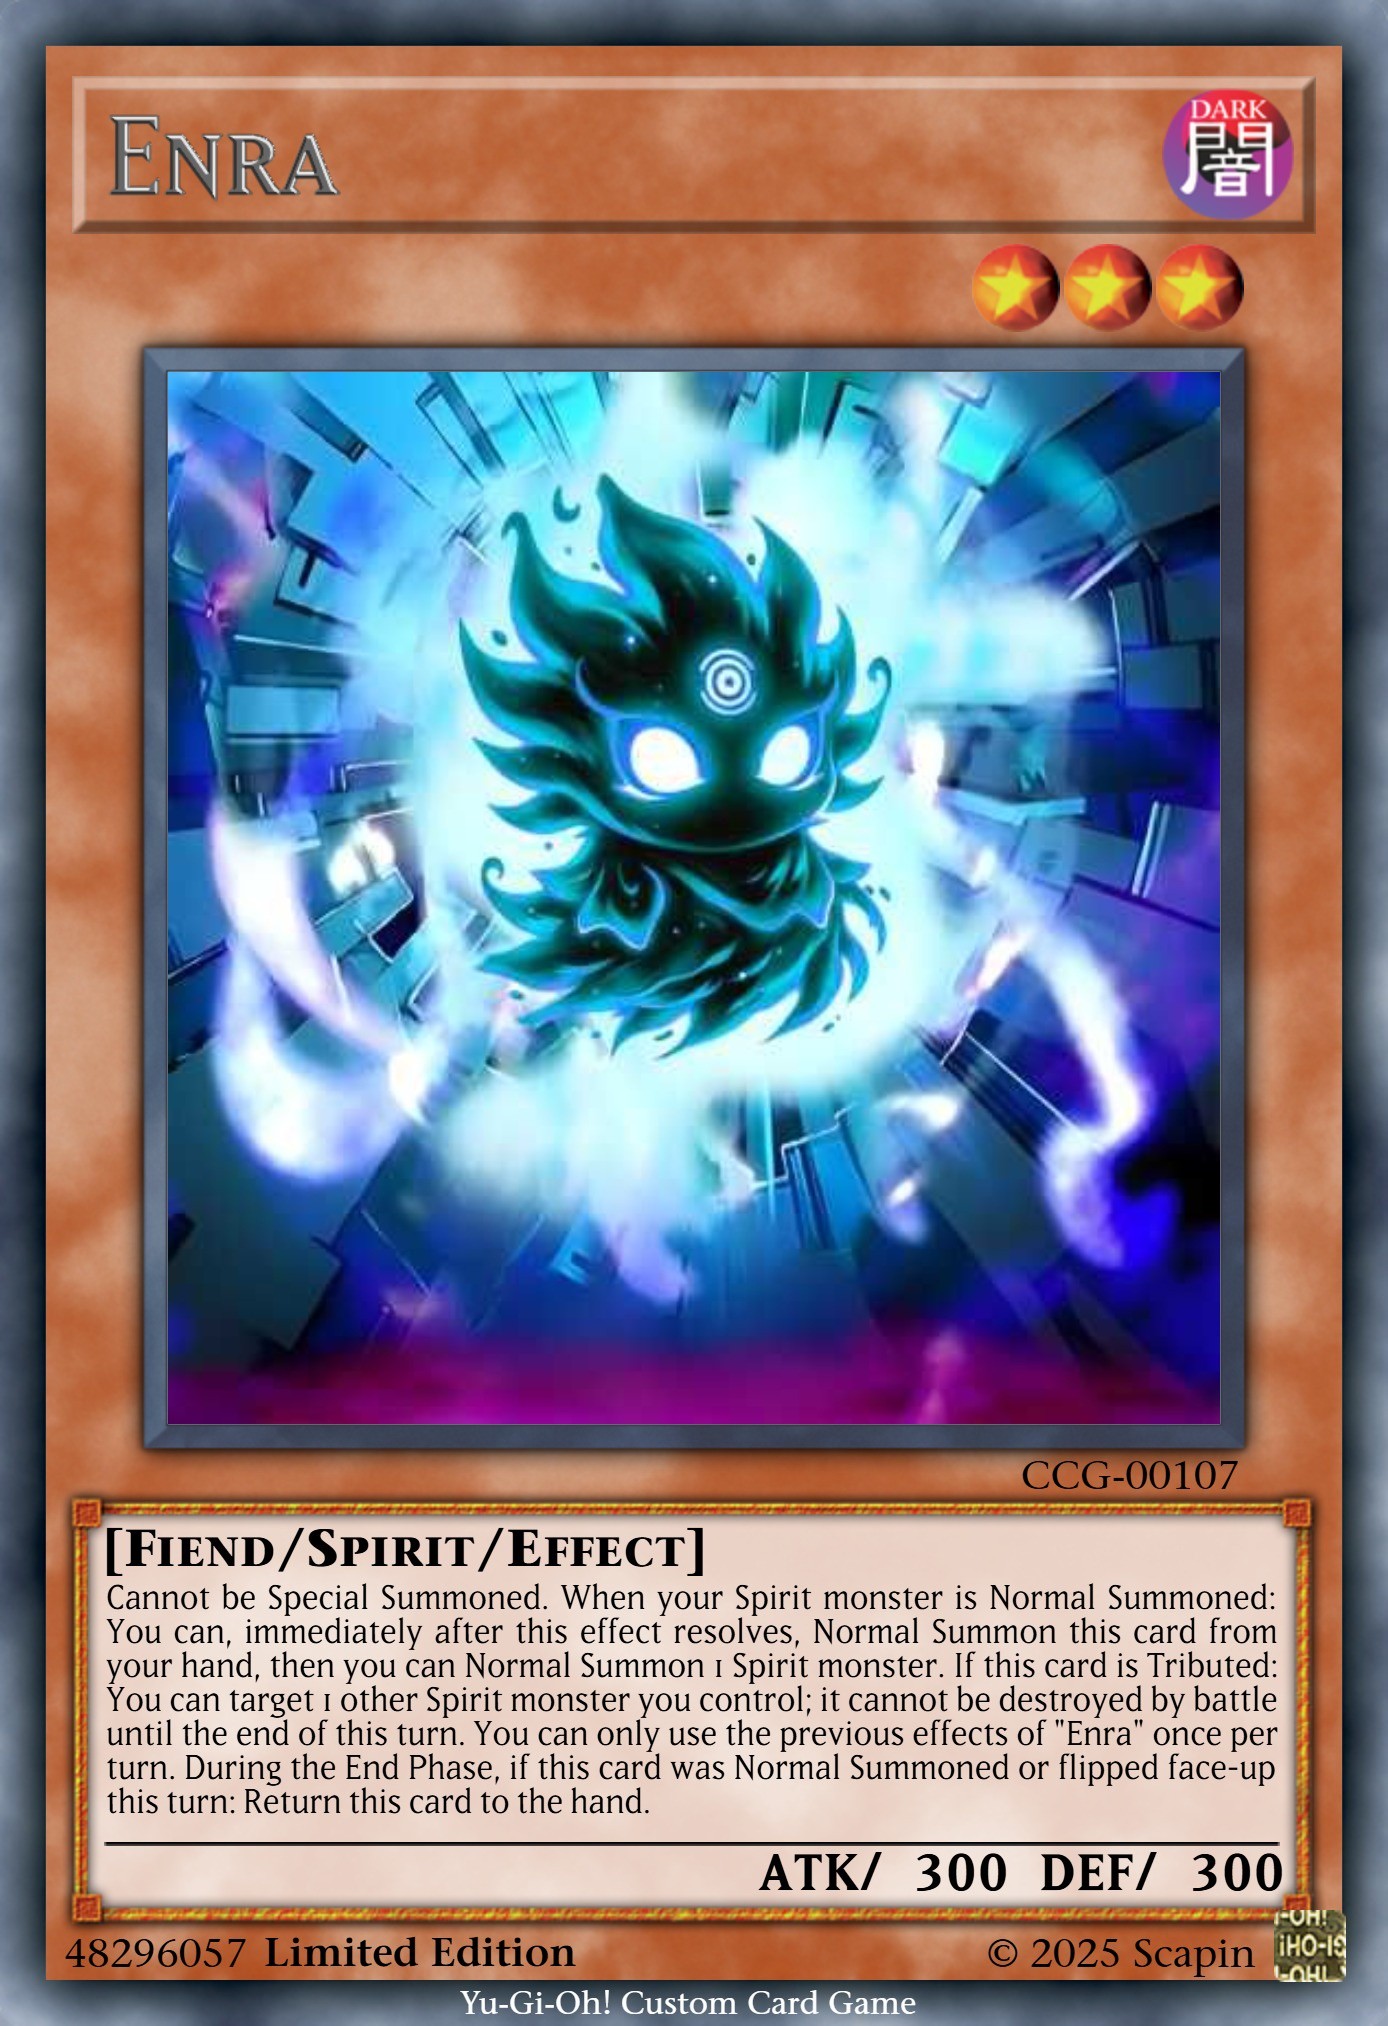 Enra
DARK
闇
CCG-00107
[Fiend/Spirit/Effect]
Cannot be Special Summoned. When your Spirit monster is Normal Summoned:
You can, immediately after this effect resolves, Normal Summon this card from
your hand, then you can Normal Summon 1 Spirit monster. If this card is Tributed:
You can target 1 other Spirit monster you control; it cannot be destroyed by battle
until the end of this turn. You can only use the previous effects of "Enra" once per
turn. During the End Phase, if this card was Normal Summoned or flipped face-up
this turn: Return this card to the hand.
ATK/ 300 DEF/ 300
48296057 Limited Edition
© 2025 Scapin
Yu-Gi-Oh! Custom Card Game